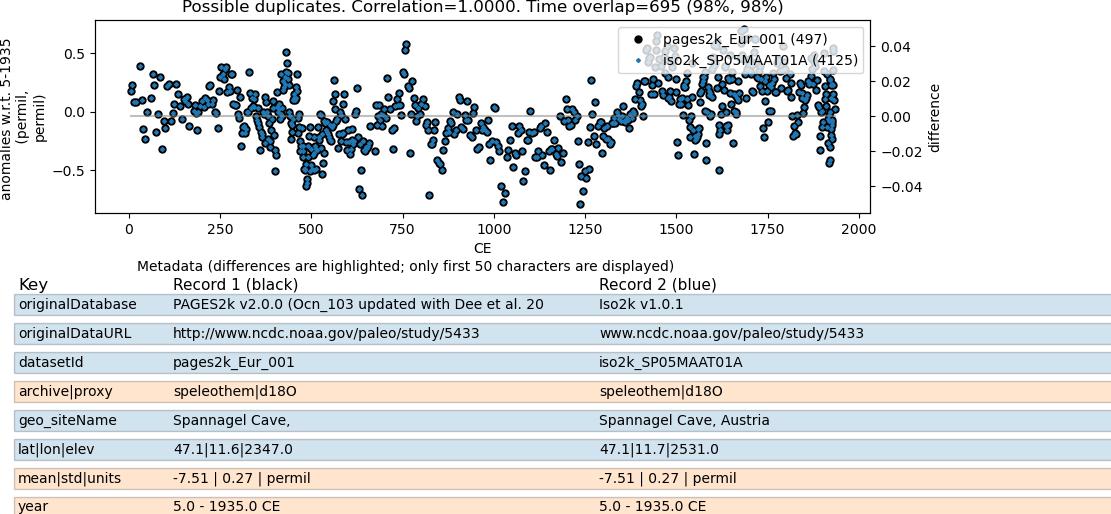 Possible duplicates. Correlation=1.0000. Time overlap=695 (98%, 98%)
anomalies w.r.t. 5-1935
(permil,
permil)
0.5
0.0
−0.5
pages2k_Eur_001 (497)
iso2k_SP05MAAT01A (4125)
0.04
0.02
0.00
−0.02
−0.04
difference
0 250 500 750 1000 1250 1500 1750 2000
CE
Metadata (differences are highlighted; only first 50 characters are displayed)
Key Record 1 (black) Record 2 (blue)
originalDatabase PAGES2k v2.0.0 (Ocn_103 updated with Dee et al. 20 Iso2k v1.0.1
originalDataURL http://www.ncdc.noaa.gov/paleo/study/5433 www.ncdc.noaa.gov/paleo/study/5433
datasetId pages2k_Eur_001 iso2k_SP05MAAT01A
archive|proxy speleothem|d18O speleothem|d18O
geo_siteName Spannagel Cave, Spannagel Cave, Austria
lat|lon|elev 47.1|11.6|2347.0 47.1|11.7|2531.0
mean|std|units -7.51 | 0.27 | permil -7.51 | 0.27 | permil
year 5.0 - 1935.0 CE 5.0 - 1935.0 CE